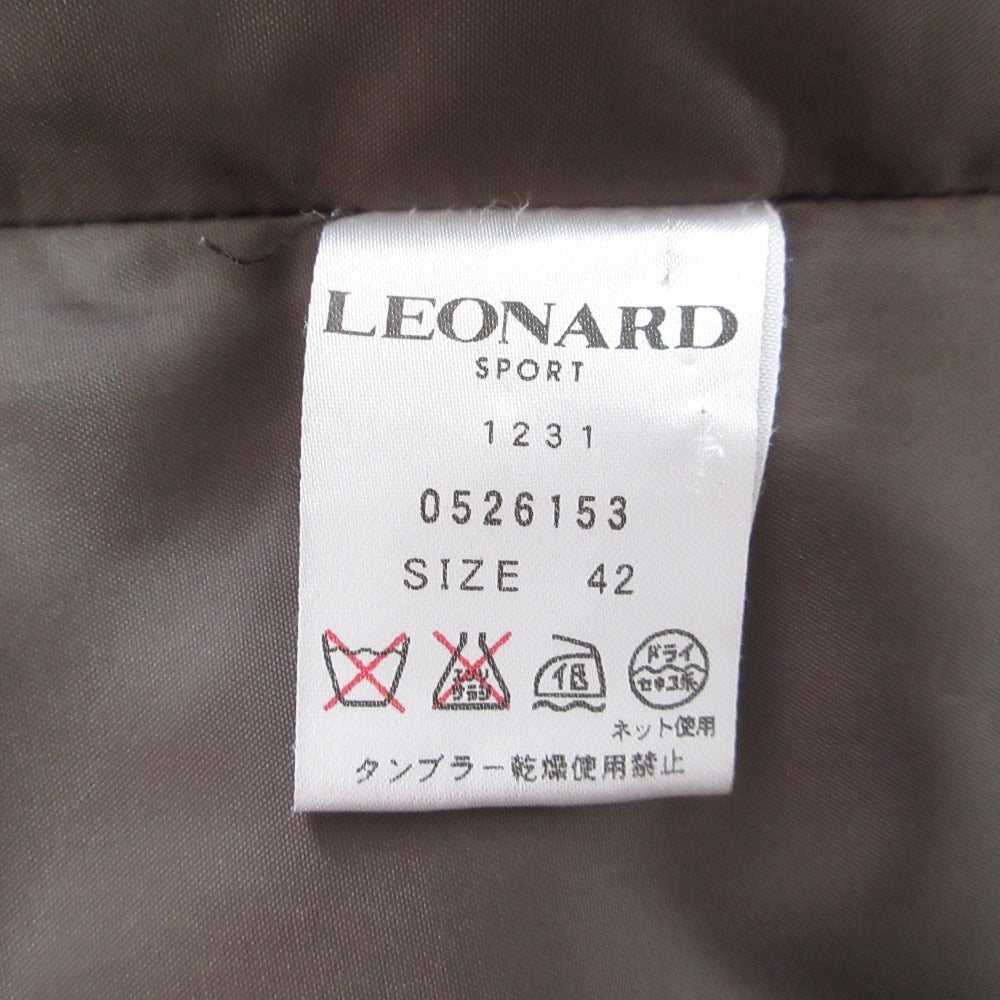 LEONARD
SPORT
1231
0526153
SIZE 42
エンソ サラシ 低 ドライ セキユ系
ネット使用
タンブラー乾燥使用禁止